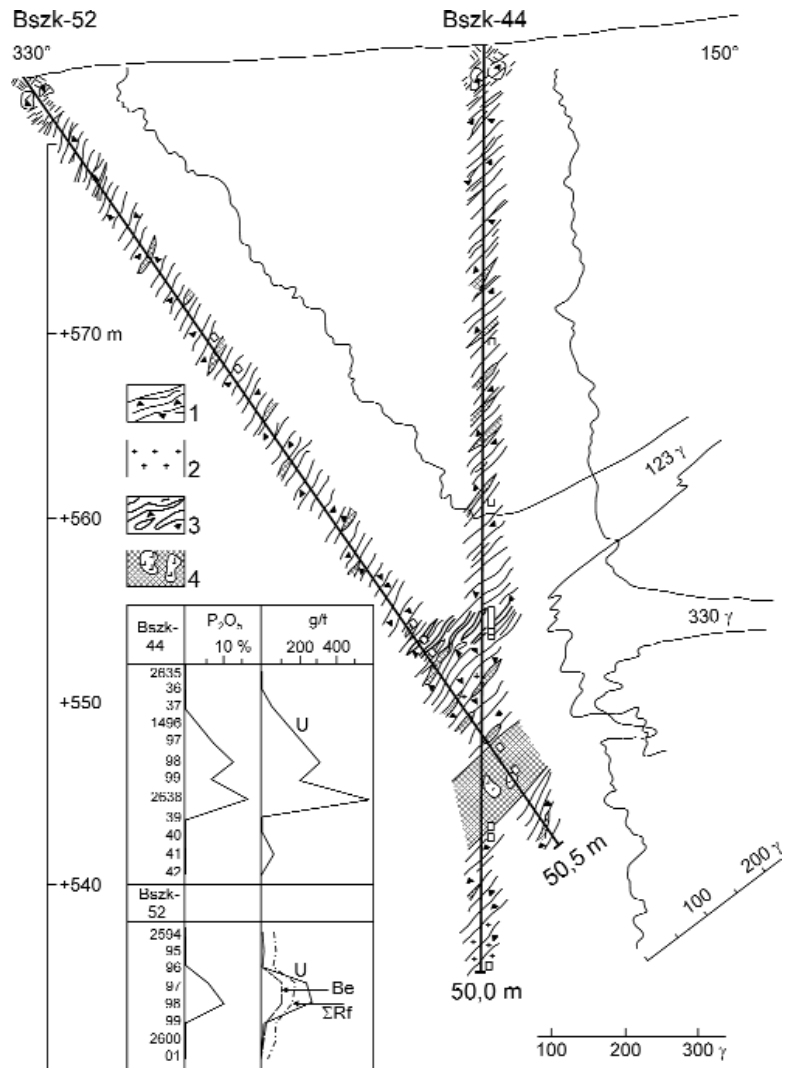 Bszk-52
Bszk-44
330°
150°
+570 m
1
2
3
4
+560
+550
+540
123 γ
330 γ
50,5 m
50,0 m
100 200 γ
100 200 300 γ
Bszk-44
P₂O₅
10 %
g/t
200 400
2635
36
37
1496
97
98
99
2638
39
40
41
42
U
Bszk-52
2594
95
96
97
98
99
2600
01
U
Be
ΣRf